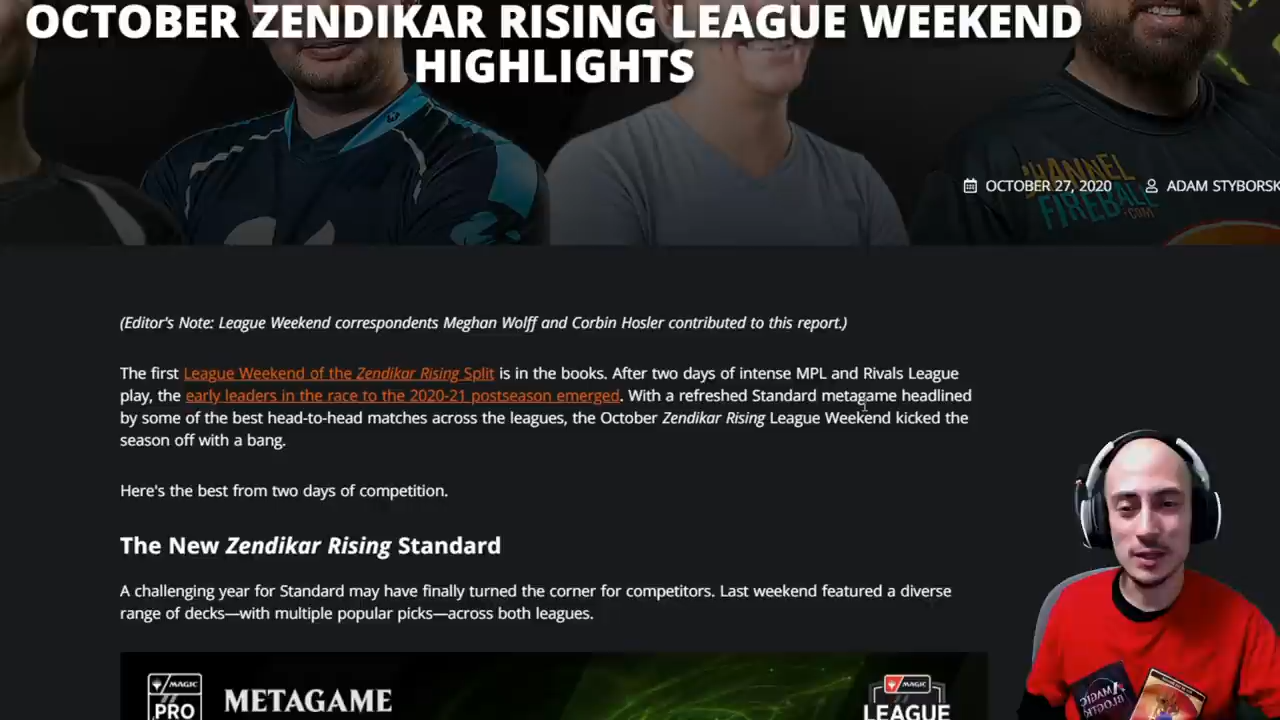 OCTOBER ZENDIKAR RISING LEAGUE WEEKEND
HIGHLIGHTS
CHANNEL
FIREBALL
.COM
OCTOBER 27, 2020
ADAM STYBORSK
(Editor's Note: League Weekend correspondents Meghan Wolff and Corbin Hosler contributed to this report.)
The first League Weekend of the Zendikar Rising Split is in the books. After two days of intense MPL and Rivals League
play, the early leaders in the race to the 2020-21 postseason emerged. With a refreshed Standard metagame headlined
by some of the best head-to-head matches across the leagues, the October Zendikar Rising League Weekend kicked the
season off with a bang.
Here's the best from two days of competition.
The New Zendikar Rising Standard
A challenging year for Standard may have finally turned the corner for competitors. Last weekend featured a diverse
range of decks—with multiple popular picks—across both leagues.
MAGIC
PRO
METAGAME
MAGIC
LEAGUE
MAGIC